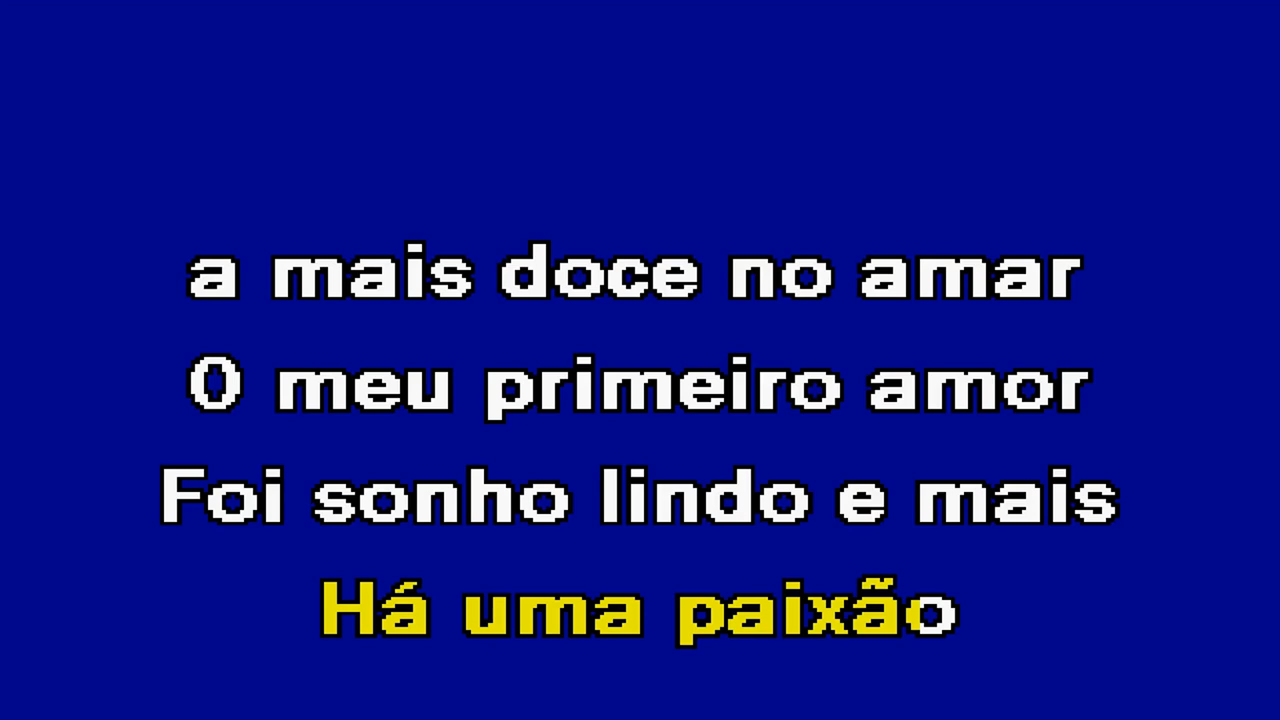 a mais doce no amar
O meu primeiro amor
Foi sonho lindo e mais
Há uma paixão